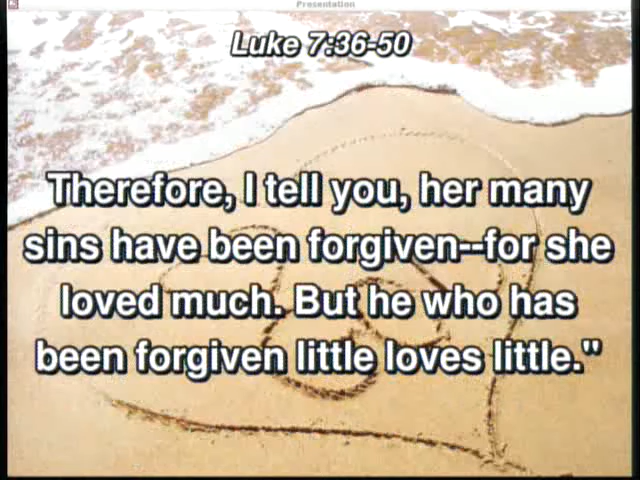 Presentation
Luke 7:36-50
Therefore, I tell you, her many
sins have been forgiven--for she
loved much. But he who has
been forgiven little loves little."